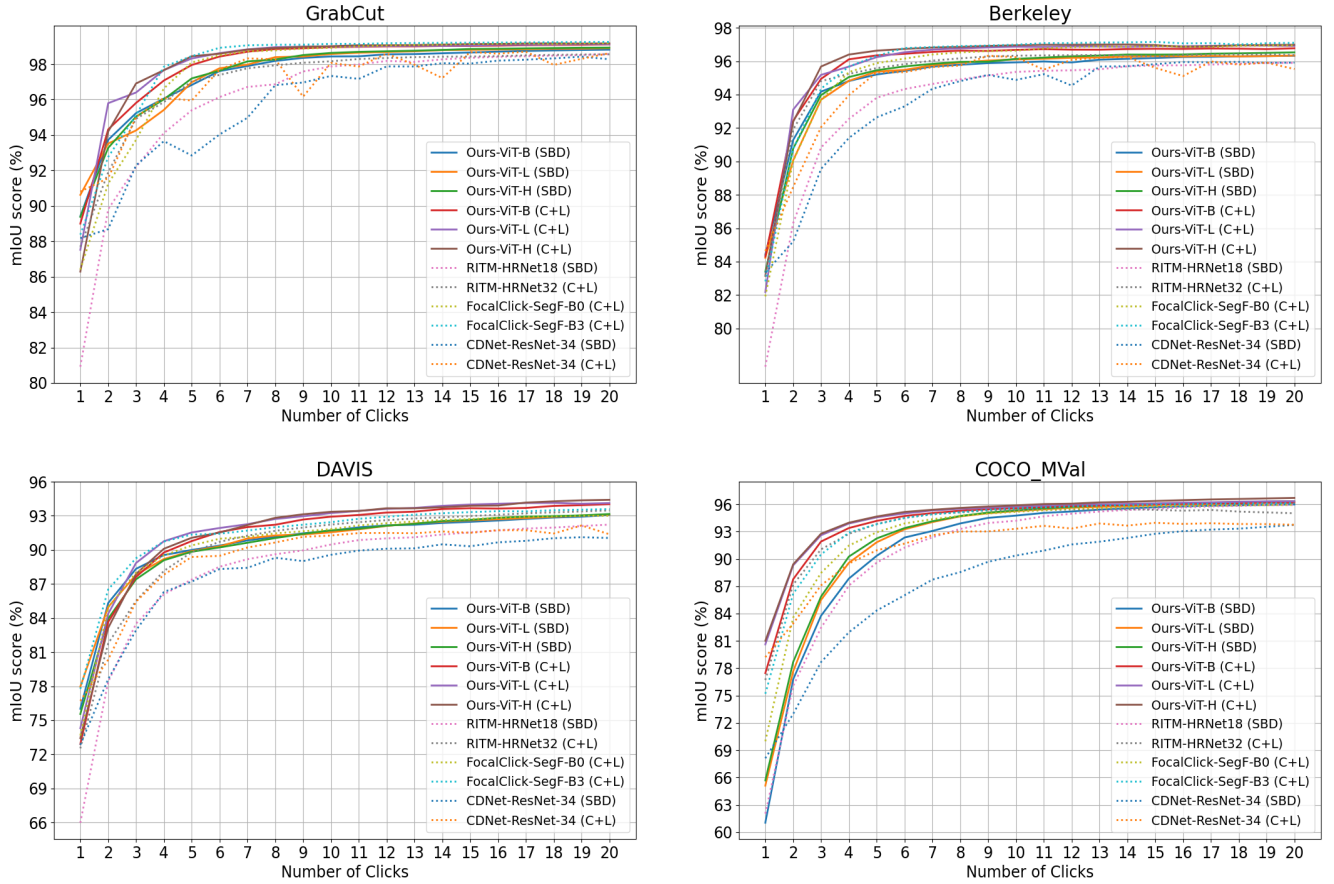 GrabCut
mIoU score (%)
98
96
94
92
90
88
86
84
82
80
Ours-ViT-B (SBD)
Ours-ViT-L (SBD)
Ours-ViT-H (SBD)
Ours-ViT-B (C+L)
Ours-ViT-L (C+L)
Ours-ViT-H (C+L)
RITM-HRNet18 (SBD)
RITM-HRNet32 (C+L)
FocalClick-SegF-B0 (C+L)
FocalClick-SegF-B3 (C+L)
CDNet-ResNet-34 (SBD)
CDNet-ResNet-34 (C+L)
1 2 3 4 5 6 7 8 9 10 11 12 13 14 15 16 17 18 19 20
Number of Clicks
Berkeley
mIoU score (%)
98
96
94
92
90
88
86
84
82
80
Ours-ViT-B (SBD)
Ours-ViT-L (SBD)
Ours-ViT-H (SBD)
Ours-ViT-B (C+L)
Ours-ViT-L (C+L)
Ours-ViT-H (C+L)
RITM-HRNet18 (SBD)
RITM-HRNet32 (C+L)
FocalClick-SegF-B0 (C+L)
FocalClick-SegF-B3 (C+L)
CDNet-ResNet-34 (SBD)
CDNet-ResNet-34 (C+L)
1 2 3 4 5 6 7 8 9 10 11 12 13 14 15 16 17 18 19 20
Number of Clicks
DAVIS
mIoU score (%)
96
93
90
87
84
81
78
75
72
69
66
Ours-ViT-B (SBD)
Ours-ViT-L (SBD)
Ours-ViT-H (SBD)
Ours-ViT-B (C+L)
Ours-ViT-L (C+L)
Ours-ViT-H (C+L)
RITM-HRNet18 (SBD)
RITM-HRNet32 (C+L)
FocalClick-SegF-B0 (C+L)
FocalClick-SegF-B3 (C+L)
CDNet-ResNet-34 (SBD)
CDNet-ResNet-34 (C+L)
1 2 3 4 5 6 7 8 9 10 11 12 13 14 15 16 17 18 19 20
Number of Clicks
COCO_MVal
mIoU score (%)
96
93
90
87
84
81
78
75
72
69
66
63
60
Ours-ViT-B (SBD)
Ours-ViT-L (SBD)
Ours-ViT-H (SBD)
Ours-ViT-B (C+L)
Ours-ViT-L (C+L)
Ours-ViT-H (C+L)
RITM-HRNet18 (SBD)
RITM-HRNet32 (C+L)
FocalClick-SegF-B0 (C+L)
FocalClick-SegF-B3 (C+L)
CDNet-ResNet-34 (SBD)
CDNet-ResNet-34 (C+L)
1 2 3 4 5 6 7 8 9 10 11 12 13 14 15 16 17 18 19 20
Number of Clicks